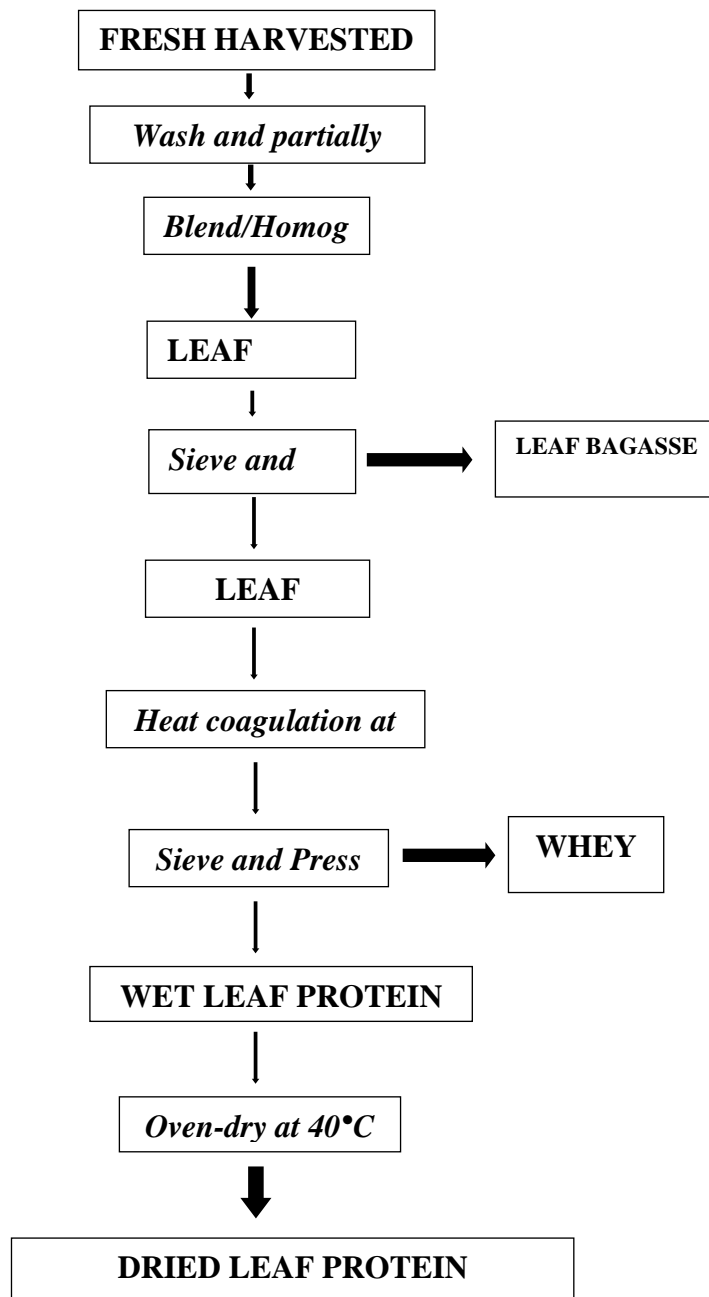 FRESH HARVESTED
Wash and partially
Blend/Homog
LEAF
Sieve and
LEAF BAGASSE
LEAF
Heat coagulation at
Sieve and Press
WHEY
WET LEAF PROTEIN
Oven-dry at 40•C
DRIED LEAF PROTEIN